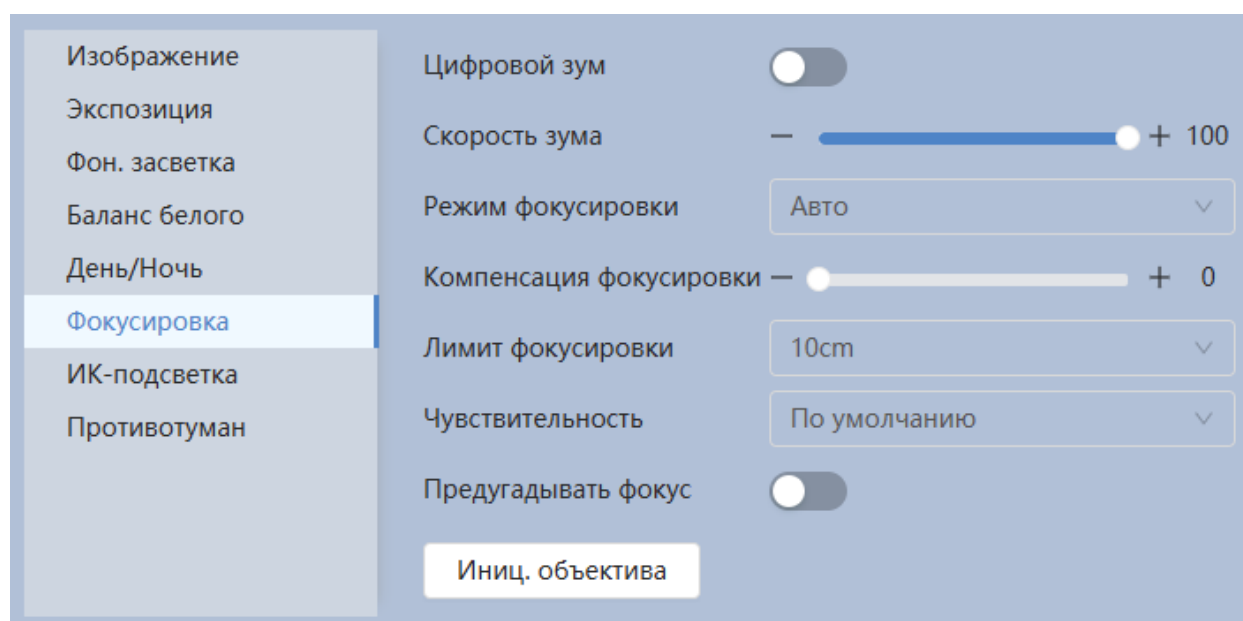 Изображение
Экспозиция
Фон. засветка
Баланс белого
День/Ночь
Фокусировка
ИК-подсветка
Противотуман
Цифровой зум
Скорость зума — + 100
Режим фокусировки Авто
Компенсация фокусировки — + 0
Лимит фокусировки 10cm
Чувствительность По умолчанию
Предугадывать фокус
Иниц. объектива